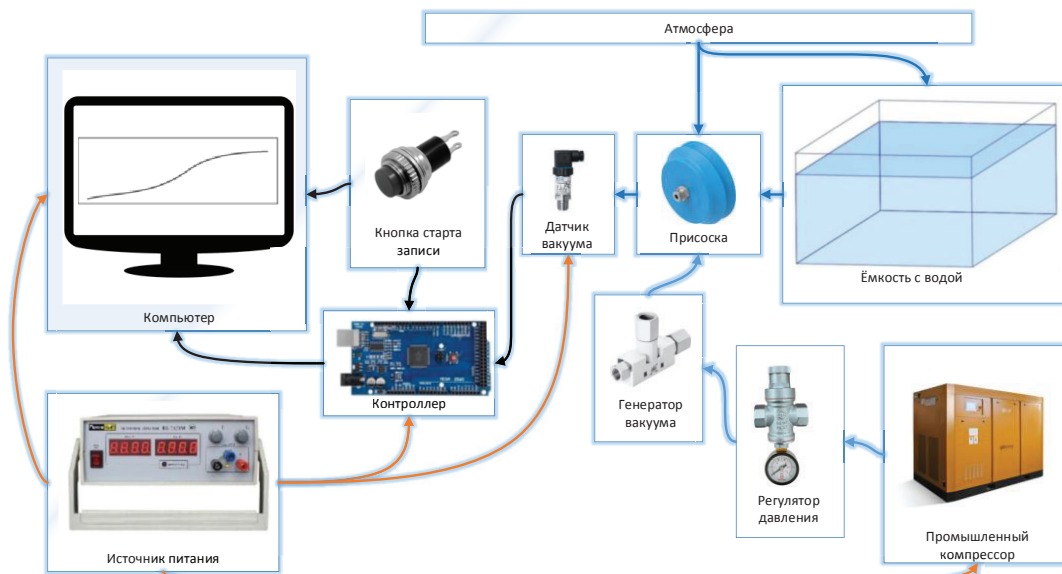 Атмосфера
Компьютер
Кнопка старта
записи
Датчик
вакуума
Присоска
Ёмкость с водой
Контроллер
Генератор
вакуума
Регулятор
давления
Промышленный
компрессор
Источник питания